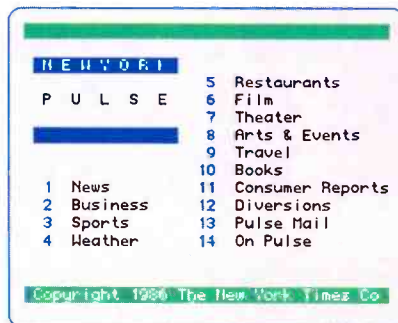 NEW YORK
PULSE
1 News
2 Business
3 Sports
4 Weather
5 Restaurants
6 Film
7 Theater
8 Arts & Events
9 Travel
10 Books
11 Consumer Reports
12 Diversions
13 Pulse Mail
14 On Pulse
Copyright 1986 The New York Times Co